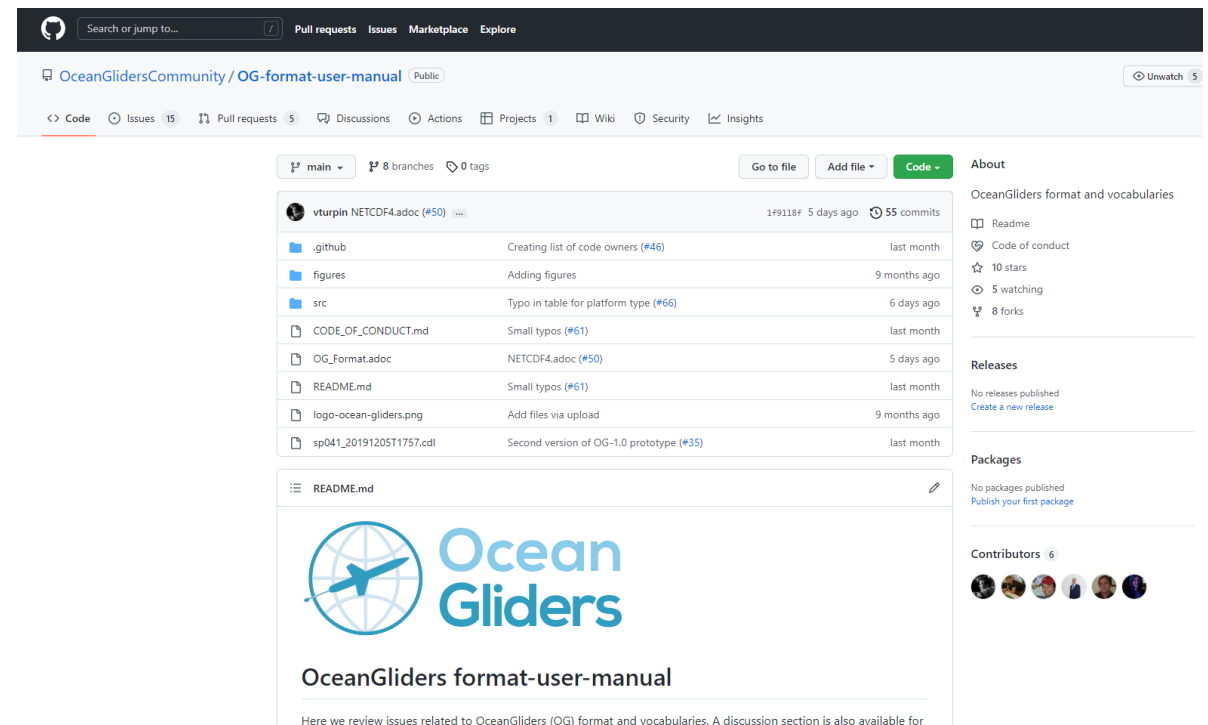 Search or jump to... / Pull requests Issues Marketplace Explore
OceanGlidersCommunity / OG-format-user-manual Public Unwatch 5
<> Code Issues 15 Pull requests 5 Discussions Actions Projects 1 Wiki Security Insights
main 8 branches 0 tags Go to file Add file Code
vturpin NETCDF4.adoc (#50) ... 1f9118f 5 days ago 55 commits
.github Creating list of code owners (#46) last month
figures Adding figures 9 months ago
src Typo in table for platform type (#66) 6 days ago
CODE_OF_CONDUCT.md Small typos (#61) last month
OG_Format.adoc NETCDF4.adoc (#50) 5 days ago
README.md Small typos (#61) last month
logo-ocean-gliders.png Add files via upload 9 months ago
sp041_20191205T1757.cdl Second version of OG-1.0 prototype (#35) last month
README.md
Ocean
Gliders
OceanGliders format-user-manual
Here we review issues related to OceanGliders (OG) format and vocabularies. A discussion section is also available for
About
OceanGliders format and vocabularies
Readme
Code of conduct
10 stars
5 watching
8 forks
Releases
No releases published
Create a new release
Packages
No packages published
Publish your first package
Contributors 6